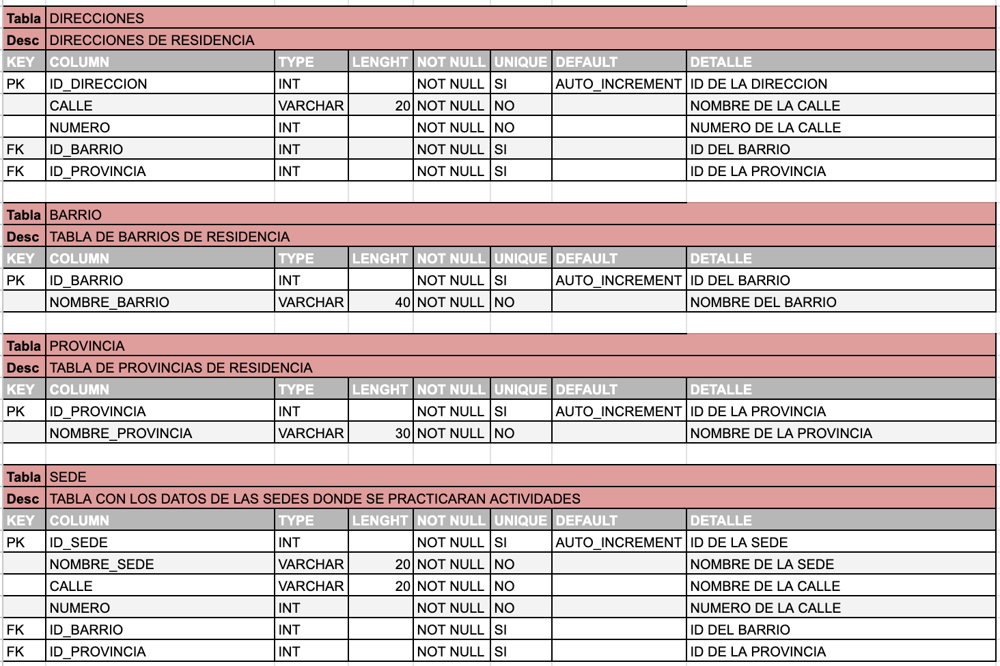 Tabla DIRECCIONES
Desc DIRECCIONES DE RESIDENCIA
KEY COLUMN TYPE LENGHT NOT NULL UNIQUE DEFAULT DETALLE
PK ID_DIRECCION INT NOT NULL SI AUTO_INCREMENT ID DE LA DIRECCION
CALLE VARCHAR 20 NOT NULL NO NOMBRE DE LA CALLE
NUMERO INT NOT NULL NO NUMERO DE LA CALLE
FK ID_BARRIO INT NOT NULL SI ID DEL BARRIO
FK ID_PROVINCIA INT NOT NULL SI ID DE LA PROVINCIA
Tabla BARRIO
Desc TABLA DE BARRIOS DE RESIDENCIA
KEY COLUMN TYPE LENGHT NOT NULL UNIQUE DEFAULT DETALLE
PK ID_BARRIO INT NOT NULL SI AUTO_INCREMENT ID DEL BARRIO
NOMBRE_BARRIO VARCHAR 40 NOT NULL NO NOMBRE DEL BARRIO
Tabla PROVINCIA
Desc TABLA DE PROVINCIAS DE RESIDENCIA
KEY COLUMN TYPE LENGHT NOT NULL UNIQUE DEFAULT DETALLE
PK ID_PROVINCIA INT NOT NULL SI AUTO_INCREMENT ID DE LA PROVINCIA
NOMBRE_PROVINCIA VARCHAR 30 NOT NULL NO NOMBRE DE LA PROVINCIA
Tabla SEDE
Desc TABLA CON LOS DATOS DE LAS SEDES DONDE SE PRACTICARAN ACTIVIDADES
KEY COLUMN TYPE LENGHT NOT NULL UNIQUE DEFAULT DETALLE
PK ID_SEDE INT NOT NULL SI AUTO_INCREMENT ID DE LA SEDE
NOMBRE_SEDE VARCHAR 20 NOT NULL NO NOMBRE DE LA SEDE
CALLE VARCHAR 20 NOT NULL NO NOMBRE DE LA CALLE
NUMERO INT NOT NULL NO NUMERO DE LA CALLE
FK ID_BARRIO INT NOT NULL SI ID DEL BARRIO
FK ID_PROVINCIA INT NOT NULL SI ID DE LA PROVINCIA